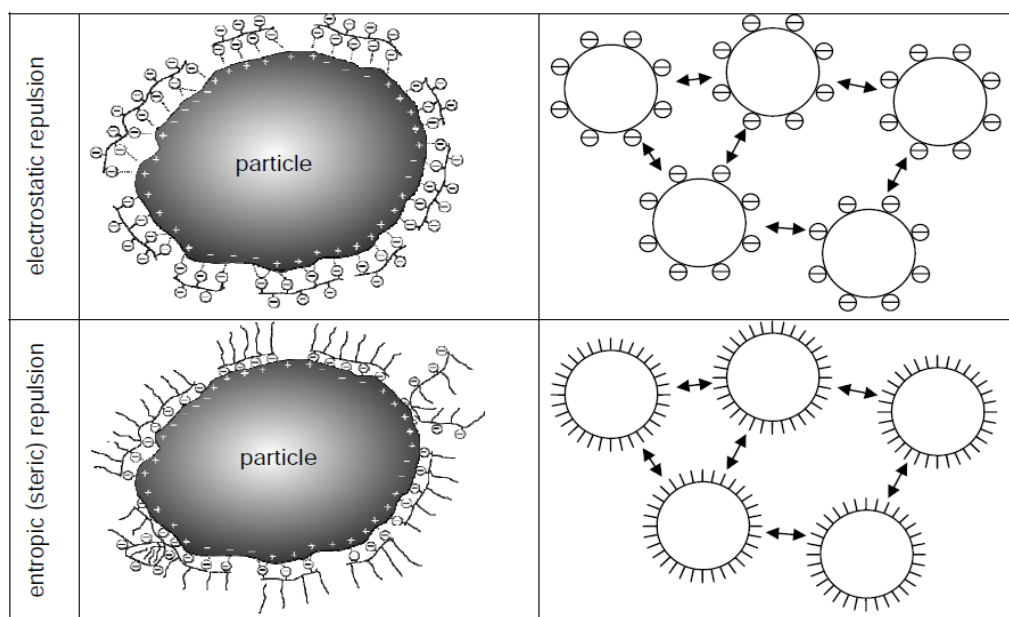 electrostatic repulsion
particle
entropic (steric) repulsion
particle